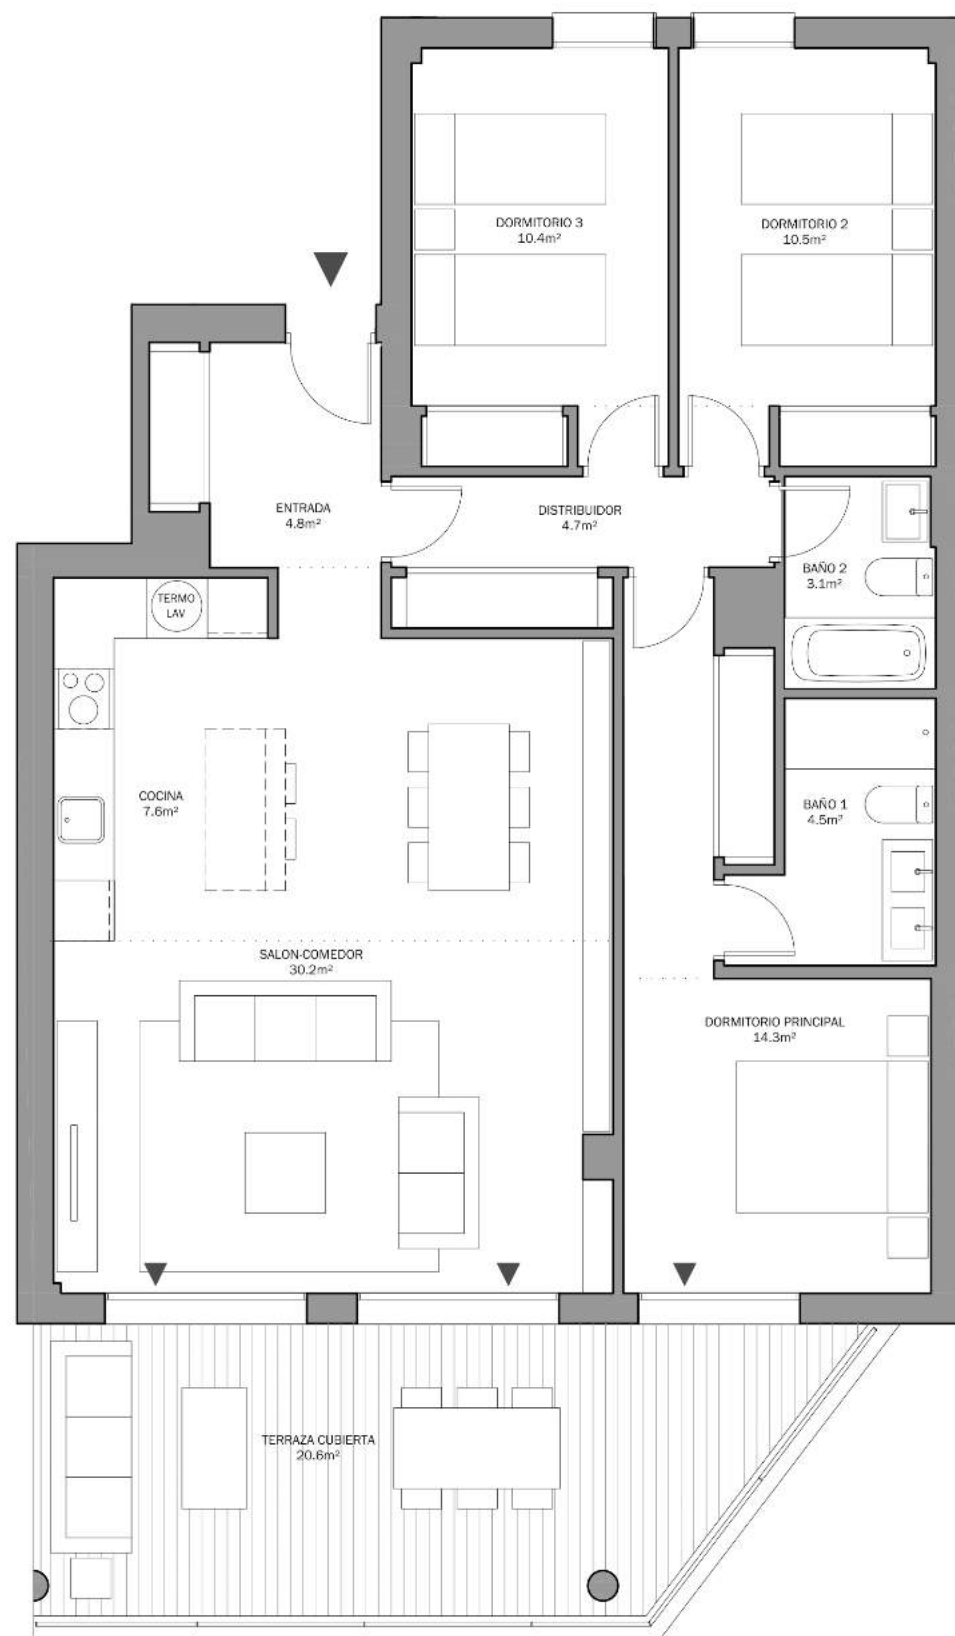 DORMITORIO 3
10.4m²
DORMITORIO 2
10.5m²
ENTRADA
4.8m²
DISTRIBUIDOR
4.7m²
BAÑO 2
3.1m²
TERMO
LAV
COCINA
7.6m²
BAÑO 1
4.5m²
SALON-COMEDOR
30.2m²
DORMITORIO PRINCIPAL
14.3m²
TERRAZA CUBIERTA
20.6m²